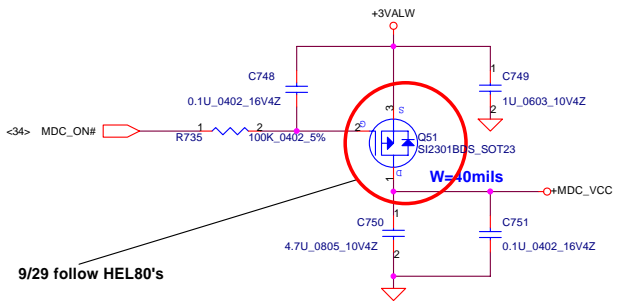 +3VALW
C748
0.1U_0402_16V4Z
C749
1
2
1U_0603_10V4Z
<34> MDC_ON#
1
2
R735
100K_0402_5%
3
S
G
2
Q51
SI2301BDS_SOT23
1
D
W=40mils
+MDC_VCC
C750
1
2
4.7U_0805_10V4Z
C751
0.1U_0402_16V4Z
9/29 follow HEL80's